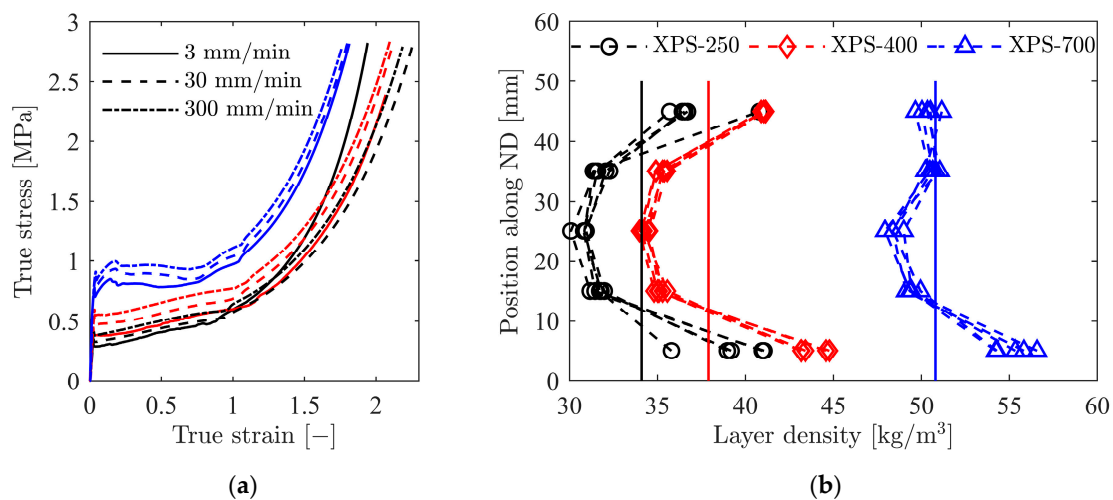 3
2.5
2
1.5
1
0.5
0
0 0.5 1 1.5 2
True stress [MPa]
True strain [−]
3 mm/min
30 mm/min
300 mm/min
(a)
60
50
40
30
20
10
0
30 35 40 45 50 55 60
Position along ND [mm]
Layer density [kg/m³]
XPS-250 XPS-400 XPS-700
(b)